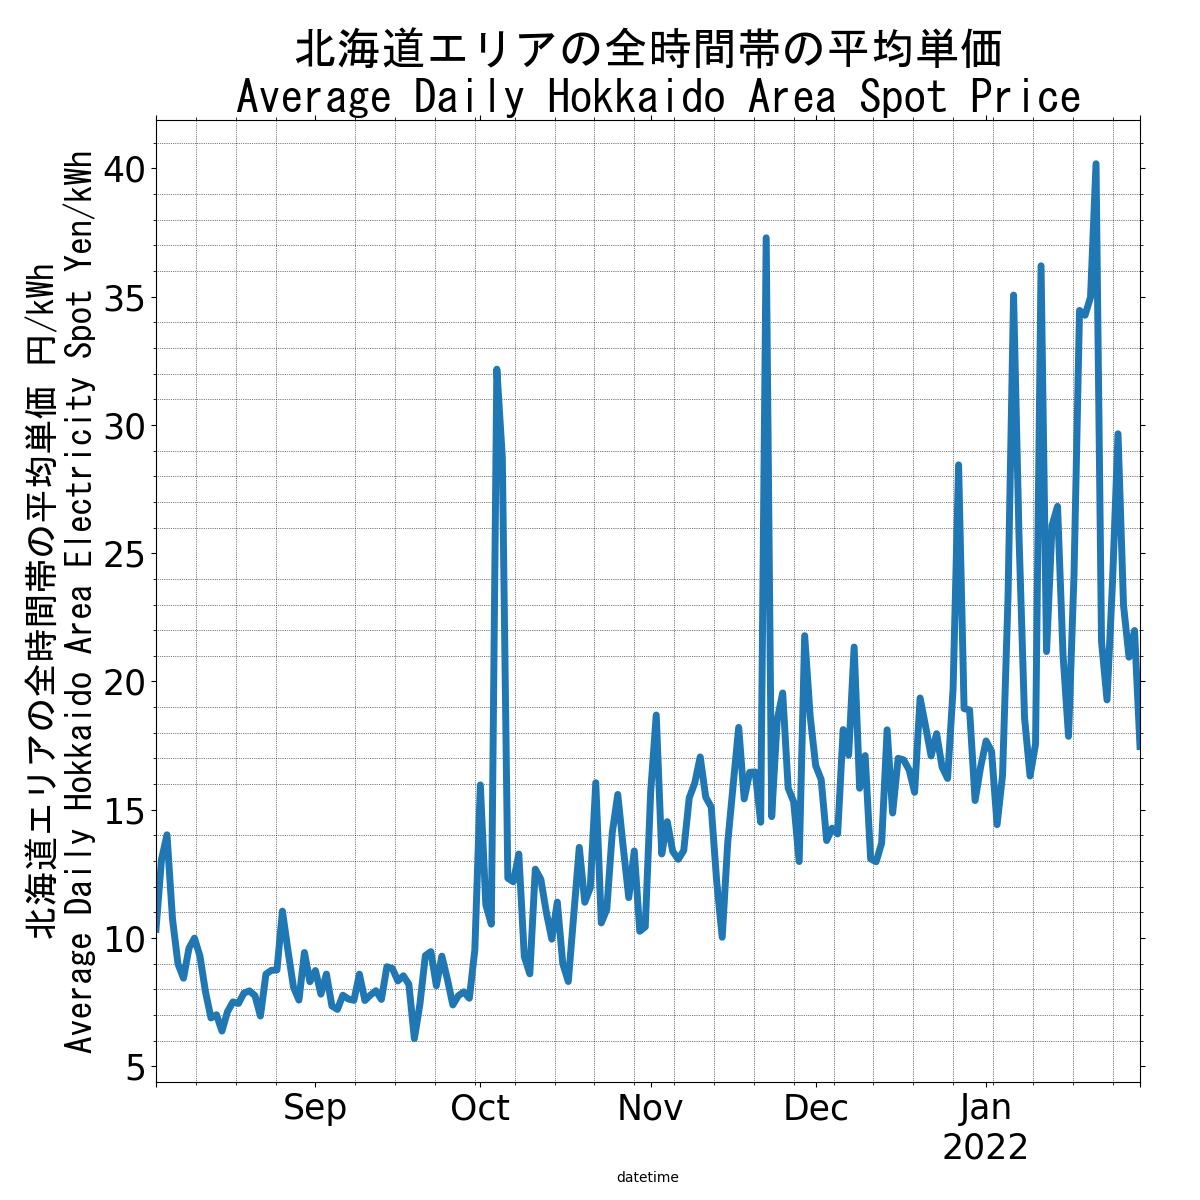 北海道エリアの全時間帯の平均単価
Average Daily Hokkaido Area Spot Price
北海道エリアの全時間帯の平均単価 円/kWh
Average Daily Hokkaido Area Electricity Spot Yen/kWh
40
35
30
25
20
15
10
5
Sep
Oct
Nov
Dec
Jan
2022
datetime